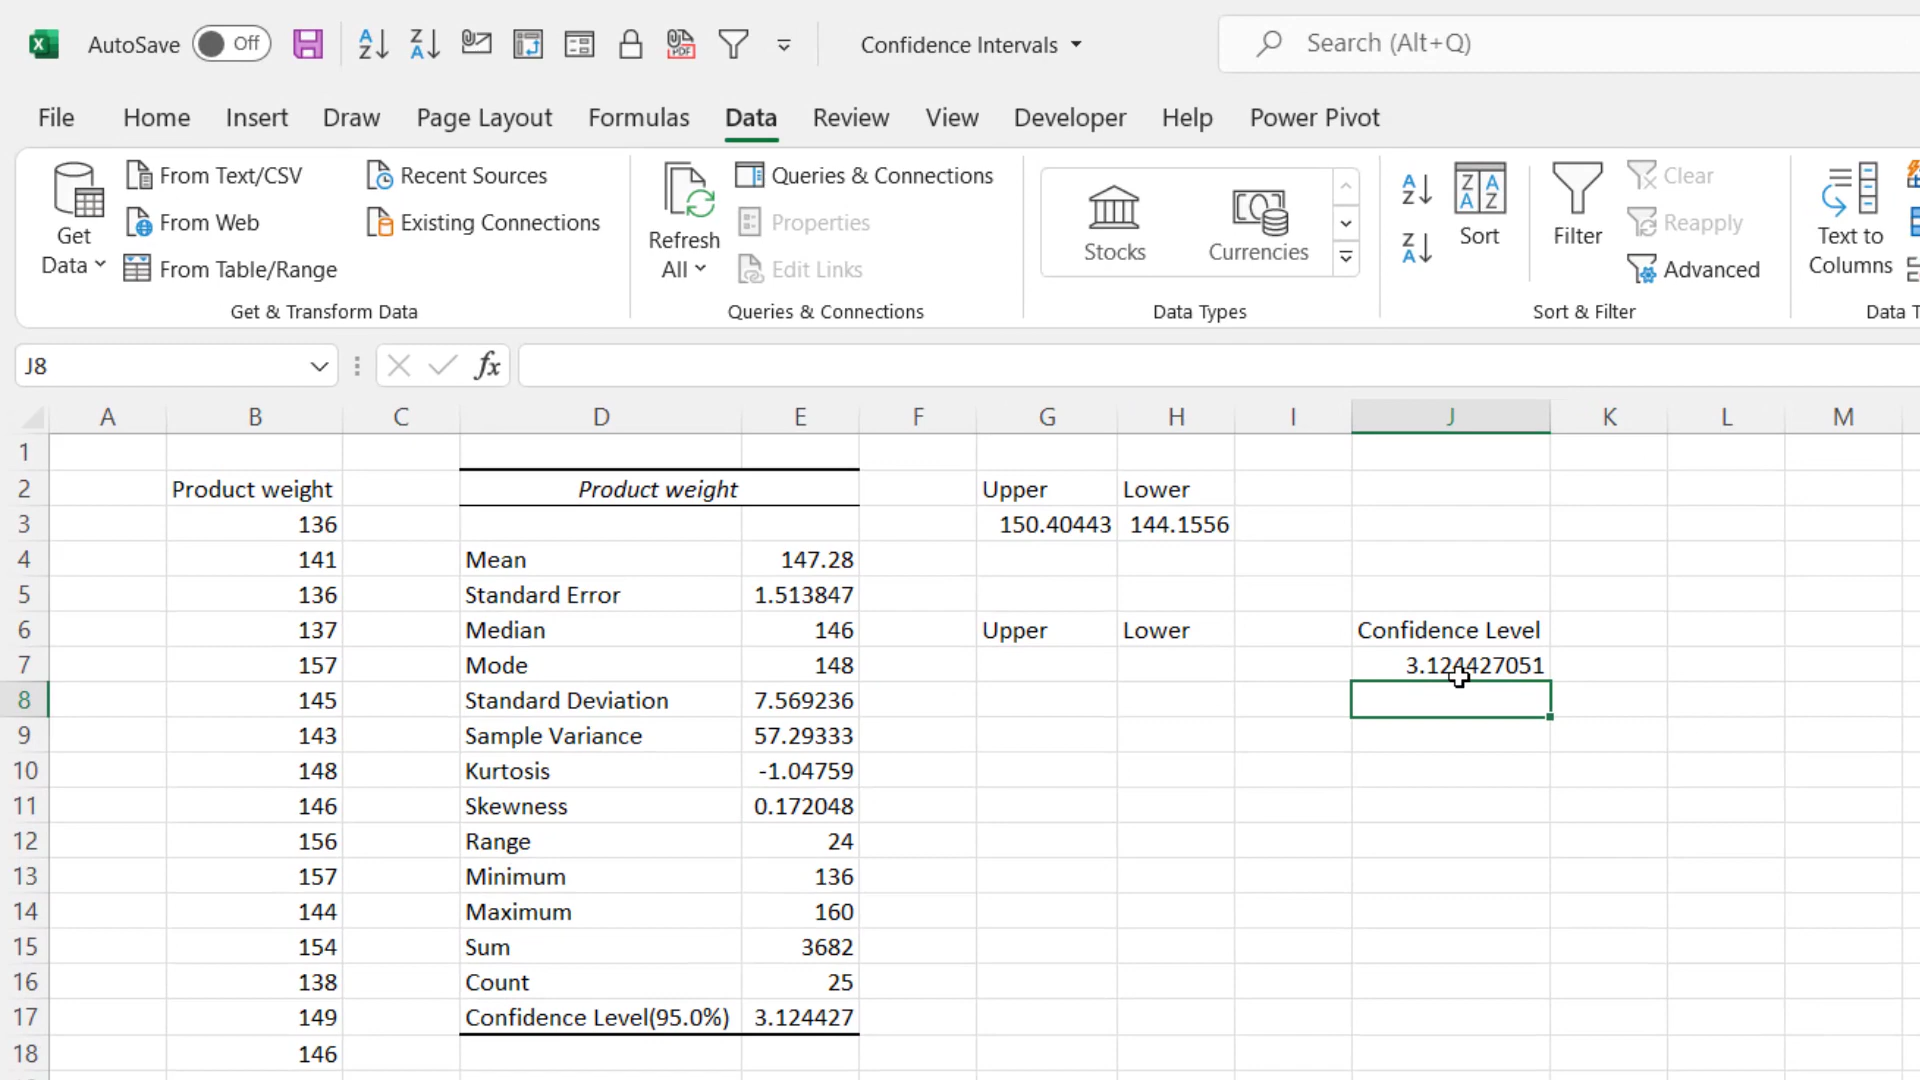 AutoSave Off Confidence Intervals Search (Alt+Q)
File Home Insert Draw Page Layout Formulas Data Review View Developer Help Power Pivot
Get Data
From Text/CSV
From Web
From Table/Range
Recent Sources
Existing Connections
Get & Transform Data
Refresh All
Queries & Connections
Properties
Edit Links
Queries & Connections
Stocks
Currencies
Data Types
Sort
Filter
Clear
Reapply
Advanced
Sort & Filter
Text to Columns
Data T
J8 fx
A B C D E F G H I J K L M
1
2 Product weight Product weight Upper Lower
3 136 150.40443 144.1556
4 141 Mean 147.28
5 136 Standard Error 1.513847
6 137 Median 146 Upper Lower Confidence Level
7 157 Mode 148 3.124427051
8 145 Standard Deviation 7.569236
9 143 Sample Variance 57.29333
10 148 Kurtosis -1.04759
11 146 Skewness 0.172048
12 156 Range 24
13 157 Minimum 136
14 144 Maximum 160
15 154 Sum 3682
16 138 Count 25
17 149 Confidence Level(95.0%) 3.124427
18 146